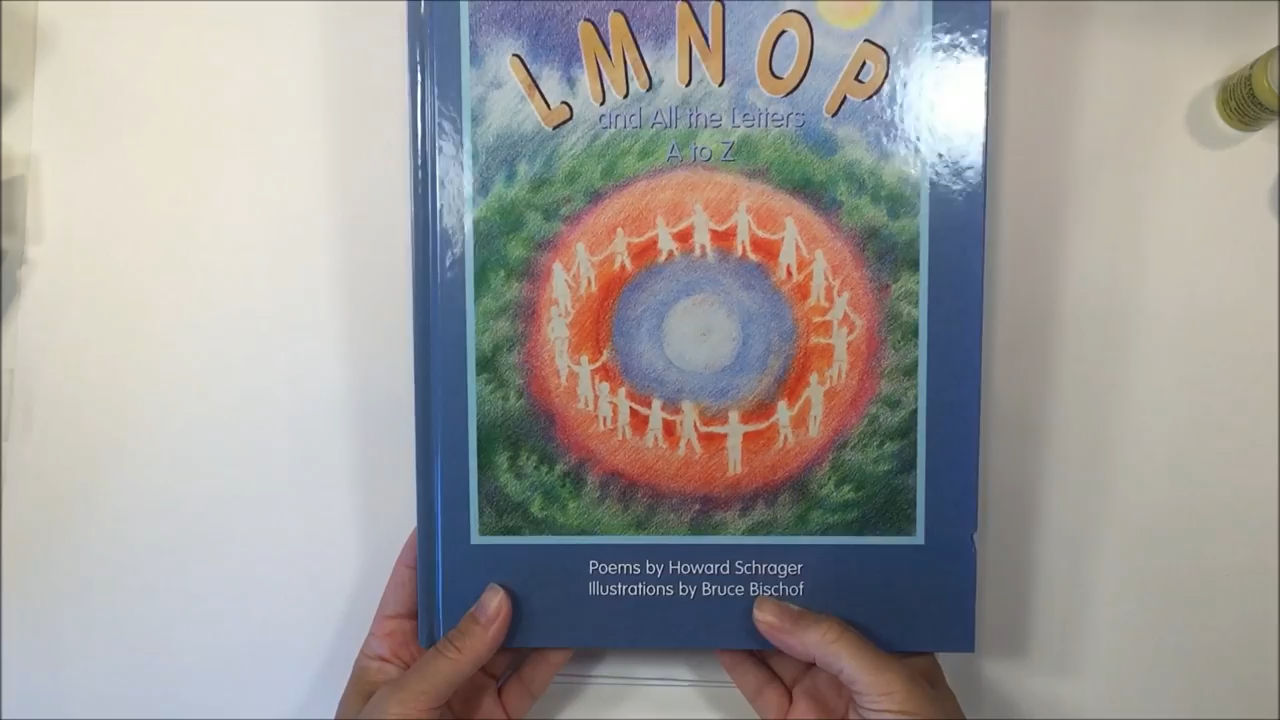 LMNOP
and All the Letters
A to Z
Poems by Howard Schrager
Illustrations by Bruce Bischof